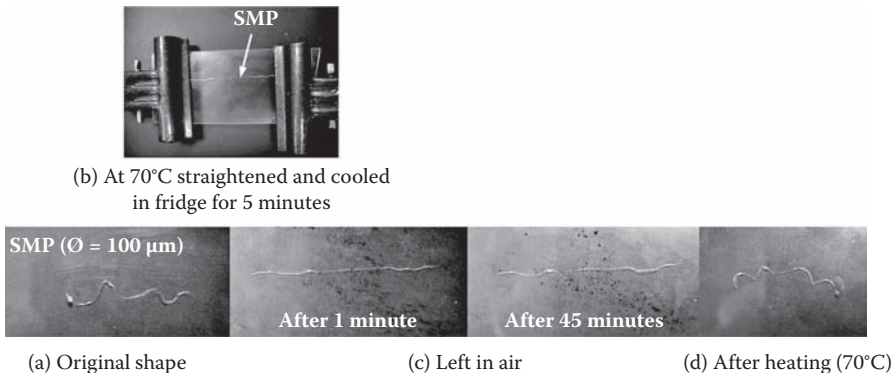 SMP
(b) At 70°C straightened and cooled
in fridge for 5 minutes
SMP (Ø = 100 μm)
After 1 minute
After 45 minutes
(a) Original shape
(c) Left in air
(d) After heating (70°C)